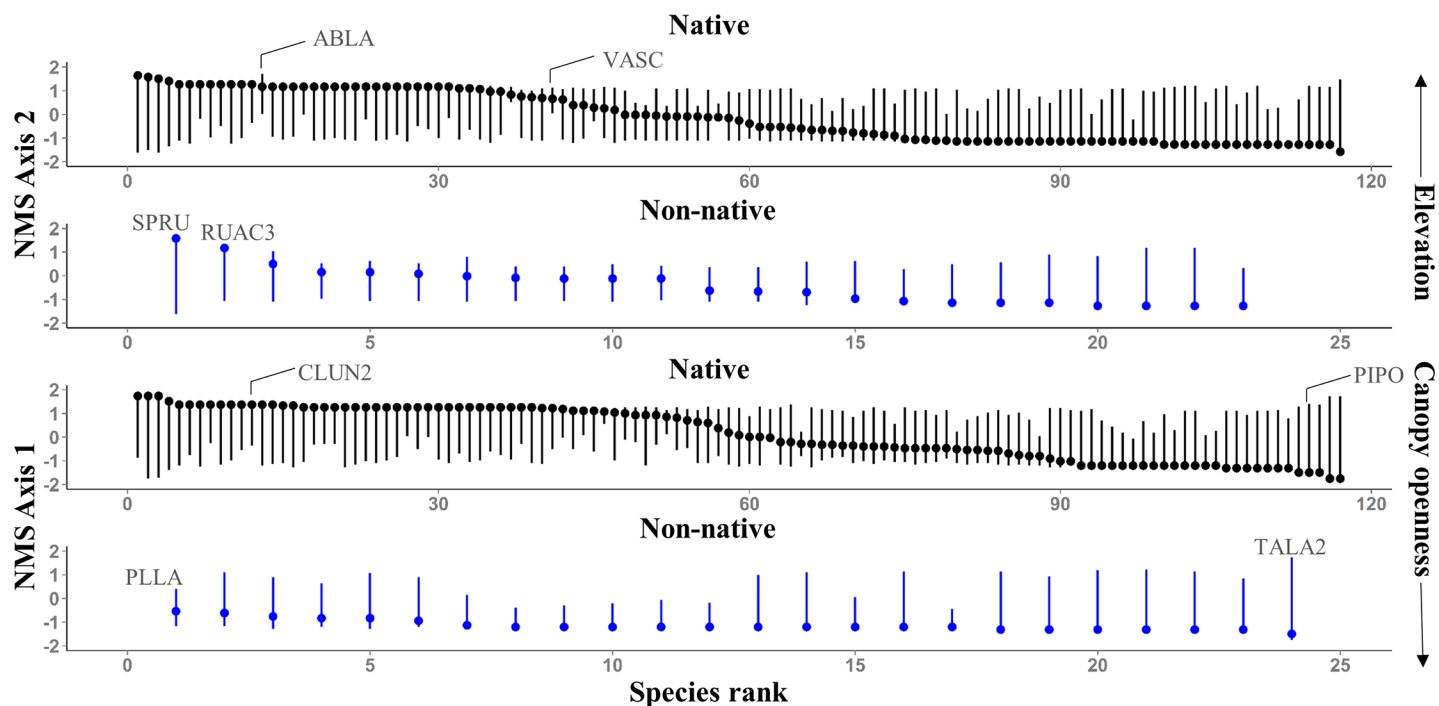 Native
ABLA
VASC
2
1
0
-1
-2
0
30
60
90
120
Non-native
SPRU
RUAC3
2
1
0
-1
-2
0
5
10
15
20
25
NMS Axis 2
Elevation
Native
CLUN2
PIPO
2
1
0
-1
-2
0
30
60
90
120
Non-native
PLLA
TALA2
2
1
0
-1
-2
0
5
10
15
20
25
NMS Axis 1
Canopy openness
Species rank